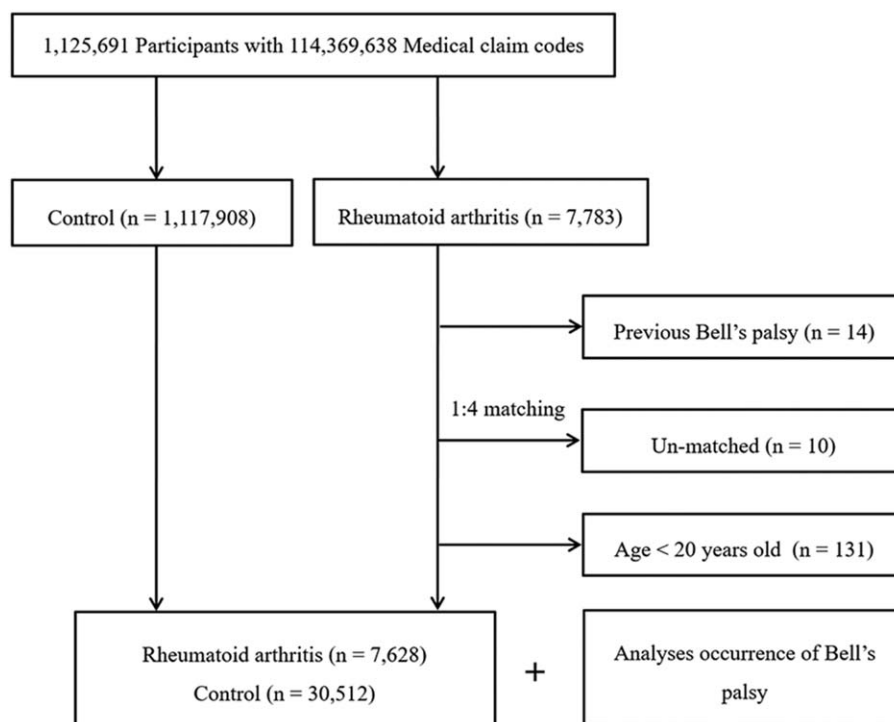 1,125,691 Participants with 114,369,638 Medical claim codes
Control (n = 1,117,908)
Rheumatoid arthritis (n = 7,783)
Previous Bell’s palsy (n = 14)
1:4 matching
Un-matched (n = 10)
Age < 20 years old (n = 131)
Rheumatoid arthritis (n = 7,628)
Control (n = 30,512)
+
Analyses occurrence of Bell’s
palsy